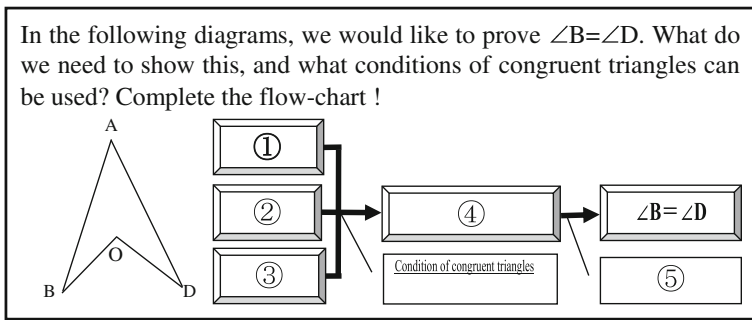 In the following diagrams, we would like to prove ∠B=∠D. What do
we need to show this, and what conditions of congruent triangles can
be used? Complete the flow-chart !
A
O
B
D
①
②
③
④
∠B=∠D
Condition of congruent triangles
⑤